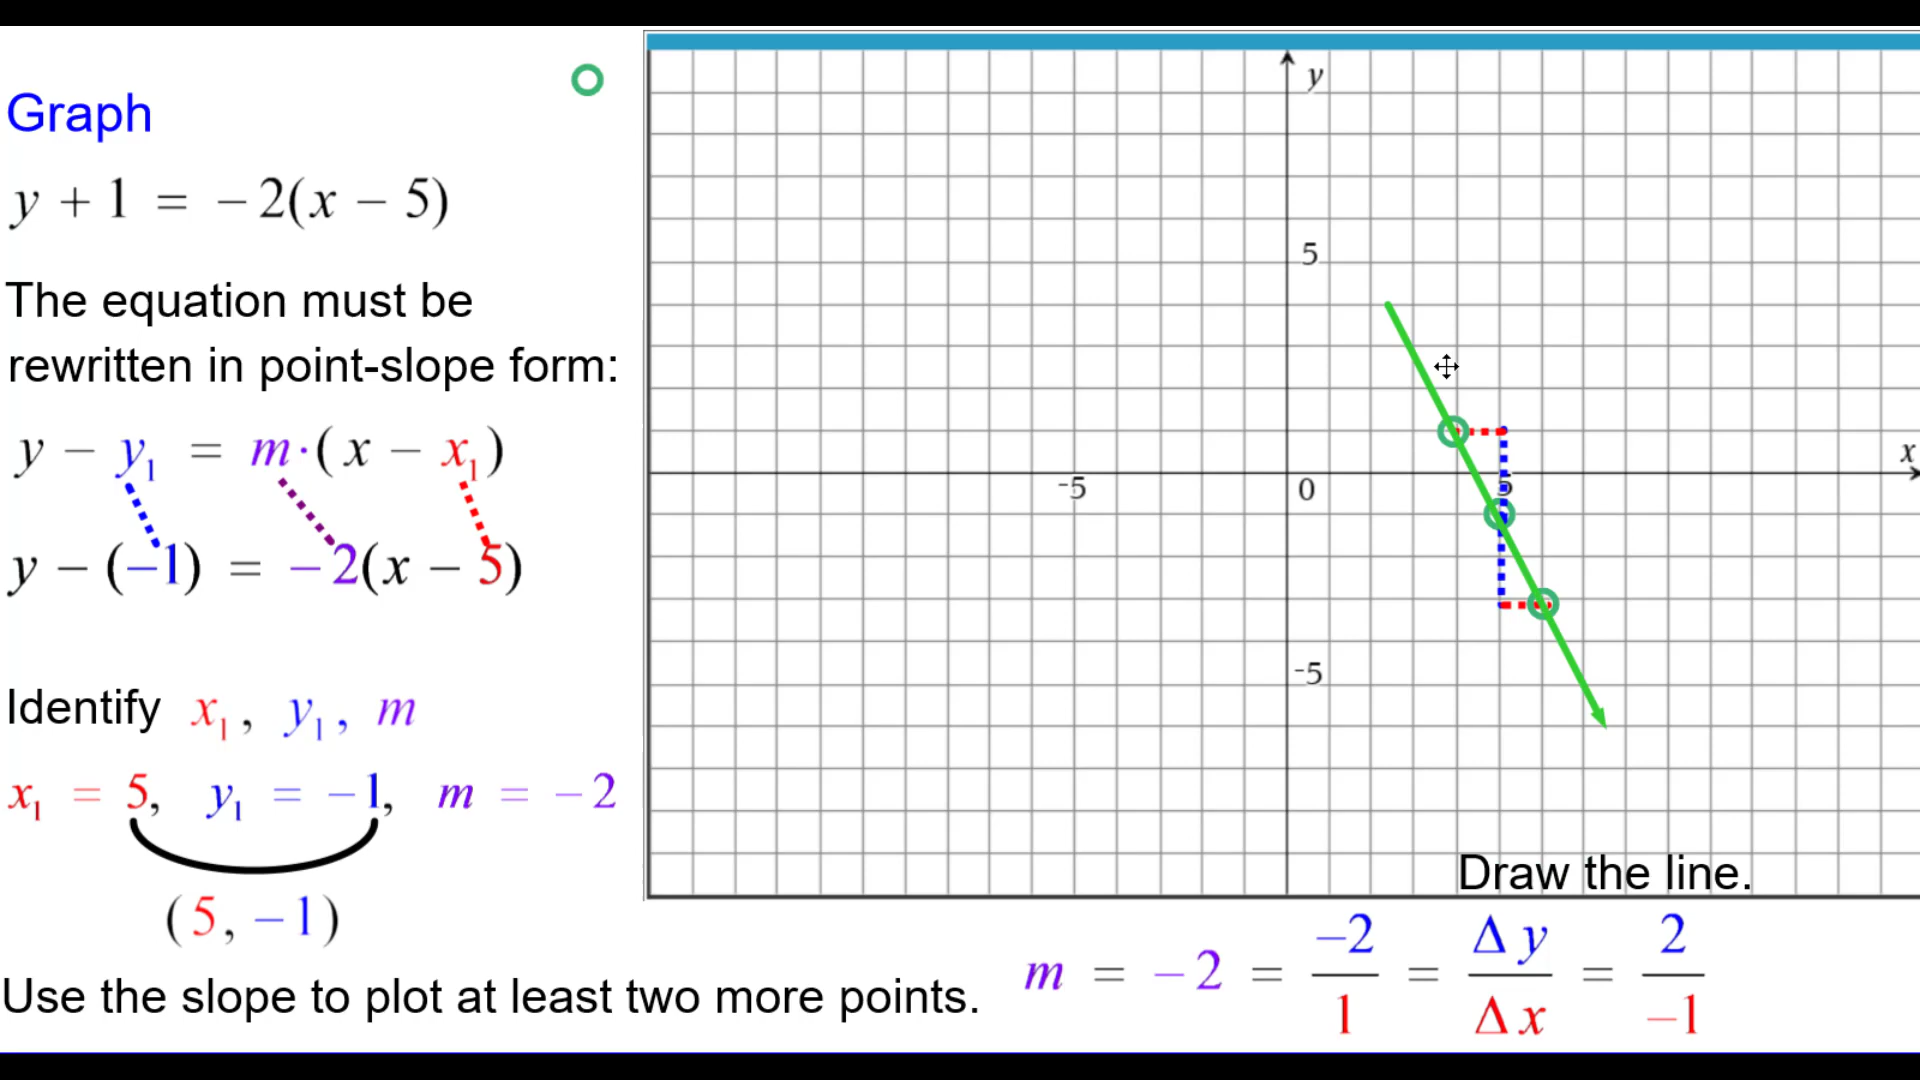 Graph
y + 1 = −2(x − 5)
The equation must be
rewritten in point-slope form:
y − y₁ = m·(x − x₁)
y − (−1) = −2(x − 5)
Identify x₁, y₁, m
x₁ = 5, y₁ = −1, m = −2
(5, −1)
Use the slope to plot at least two more points.
y
5
x
-5
0
5
-5
Draw the line.
m = −2 = −2/1 = Δy/Δx = 2/−1